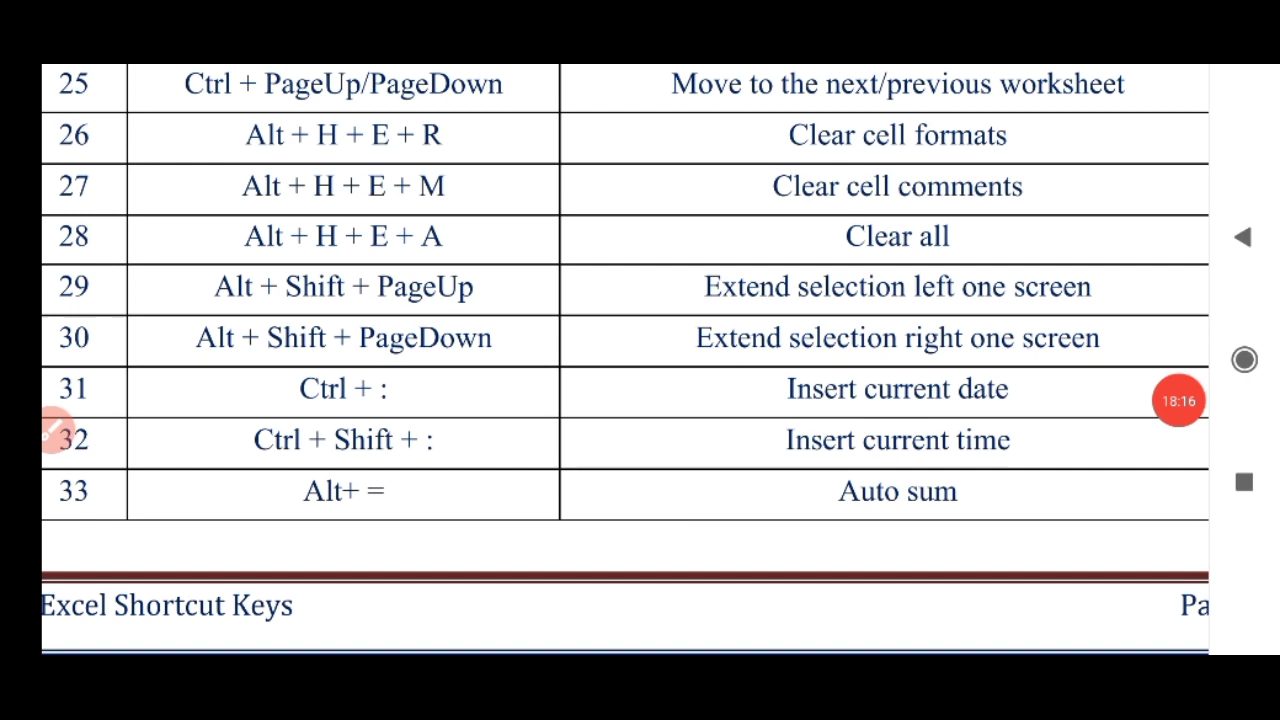 25 Ctrl + PageUp/PageDown Move to the next/previous worksheet
26 Alt + H + E + R Clear cell formats
27 Alt + H + E + M Clear cell comments
28 Alt + H + E + A Clear all
29 Alt + Shift + PageUp Extend selection left one screen
30 Alt + Shift + PageDown Extend selection right one screen
31 Ctrl + : Insert current date
18:16
32 Ctrl + Shift + : Insert current time
33 Alt+ = Auto sum
Excel Shortcut Keys Pa